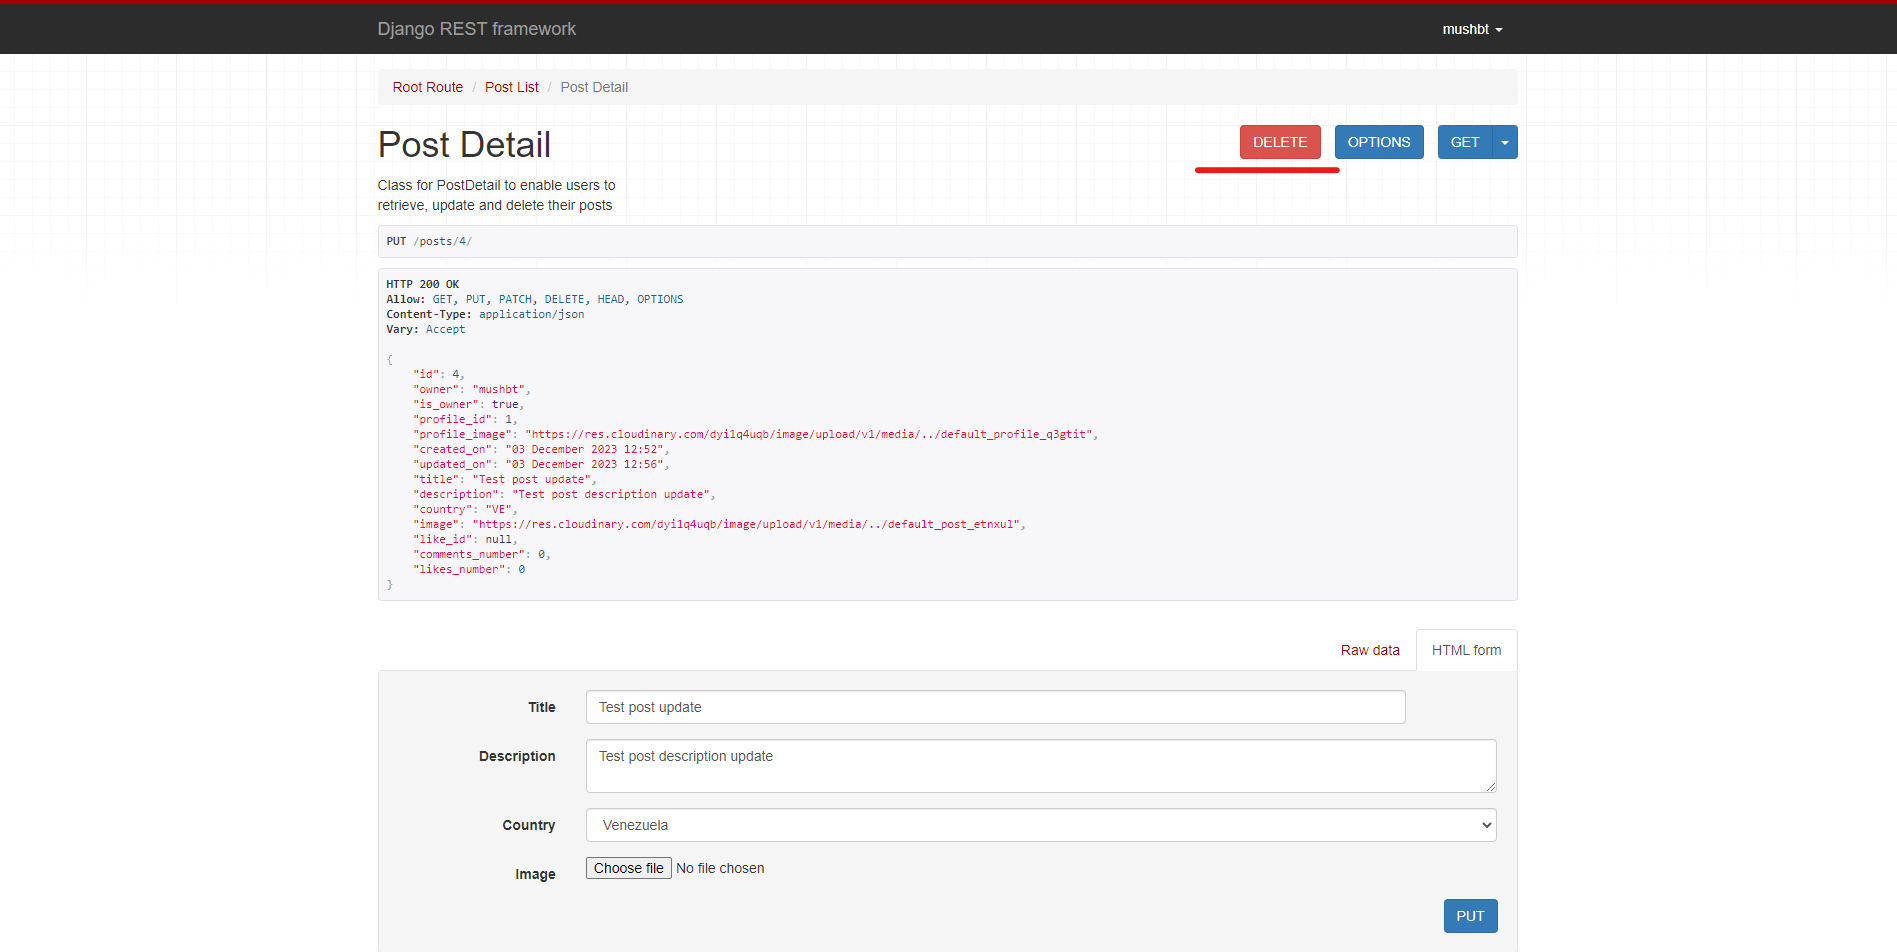 Django REST framework
mushbt
Root Route / Post List / Post Detail
Post Detail
DELETE
OPTIONS
GET
Class for PostDetail to enable users to
retrieve, update and delete their posts
PUT /posts/4/
HTTP 200 OK
Allow: GET, PUT, PATCH, DELETE, HEAD, OPTIONS
Content-Type: application/json
Vary: Accept
{
"id": 4,
"owner": "mushbt",
"is_owner": true,
"profile_id": 1,
"profile_image": "https://res.cloudinary.com/dyi1q4uqb/image/upload/v1/media/../default_profile_q3gtit",
"created_on": "03 December 2023 12:52",
"updated_on": "03 December 2023 12:56",
"title": "Test post update",
"description": "Test post description update",
"country": "VE",
"image": "https://res.cloudinary.com/dyi1q4uqb/image/upload/v1/media/../default_post_etnxul",
"like_id": null,
"comments_number": 0,
"likes_number": 0
}
Raw data
HTML form
Title
Test post update
Description
Test post description update
Country
Venezuela
Image
Choose file No file chosen
PUT